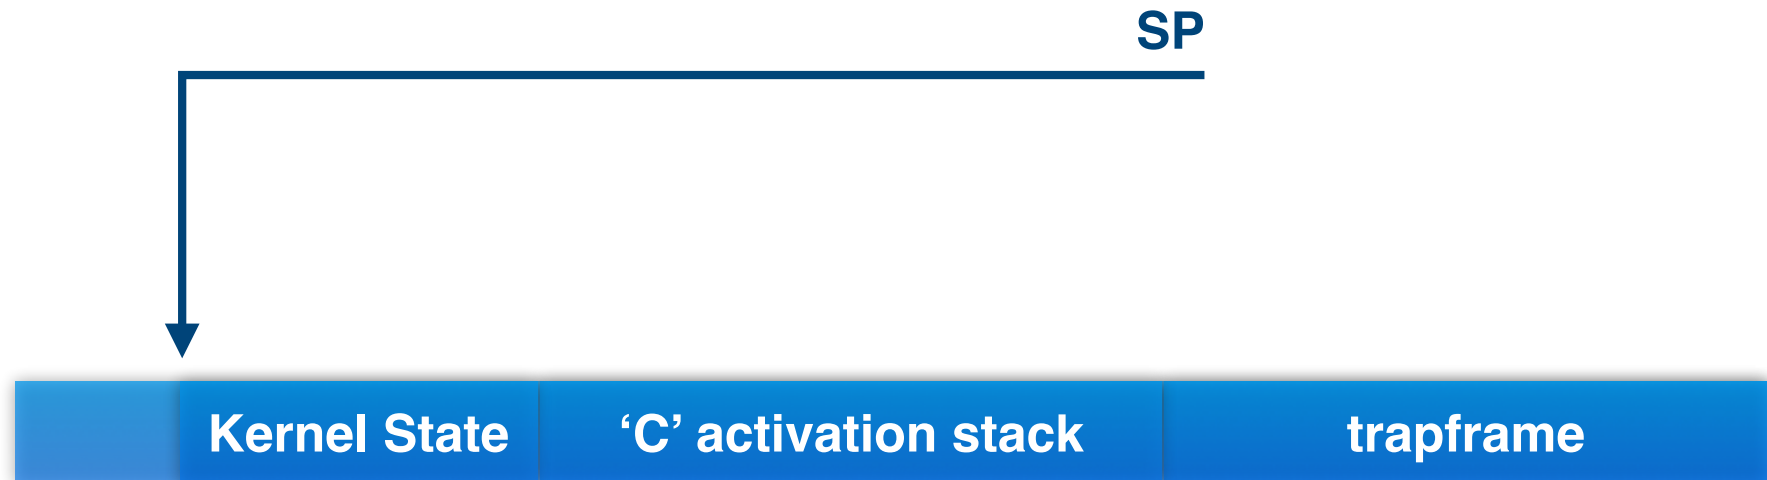 SP
Kernel State
‘C’ activation stack
trapframe